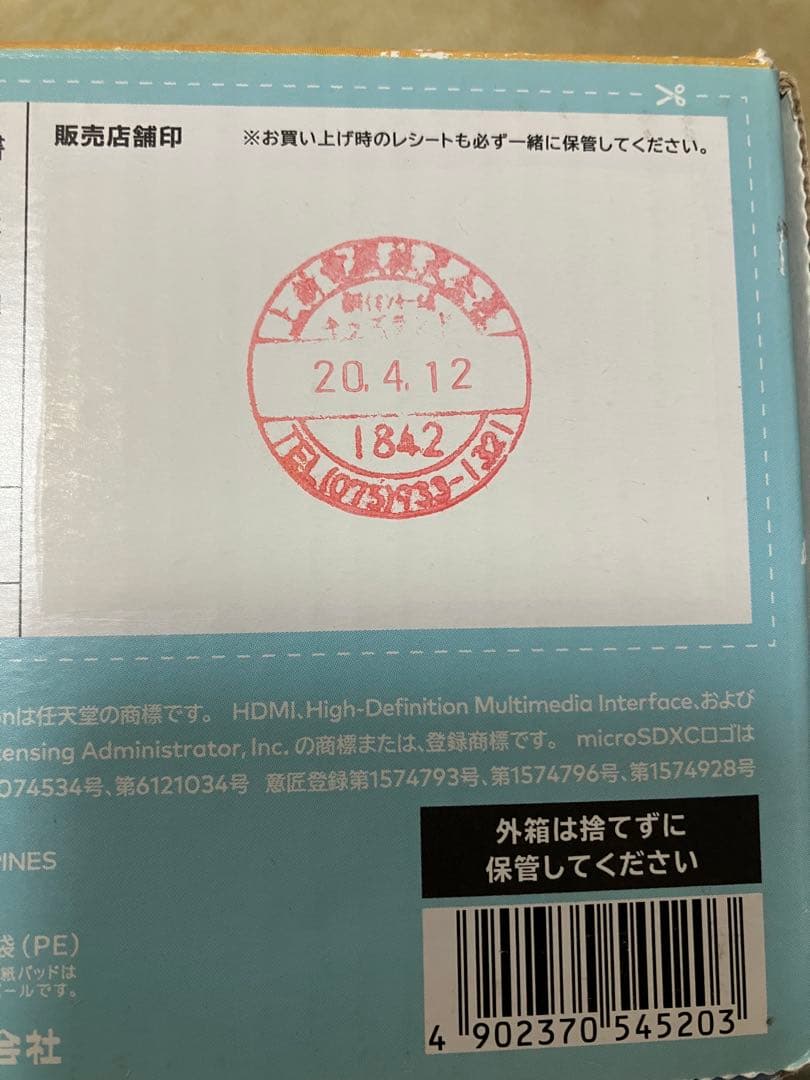 販売店舗印
※お買い上げ時のレシートも必ず一緒に保管してください。
20.4.12
1842
TEL(075)933-1321
onは任天堂の商標です。 HDMI、High-Definition Multimedia Interface、および
censing Administrator, Inc. の商標または、登録商標です。 microSDXCロゴは
074534号、第6121034号 意匠登録第1574793号、第1574796号、第1574928号
外箱は捨てずに
保管してください
PINES
袋（PE）
紙パッドは
ールです。
会社
4 902370 545203